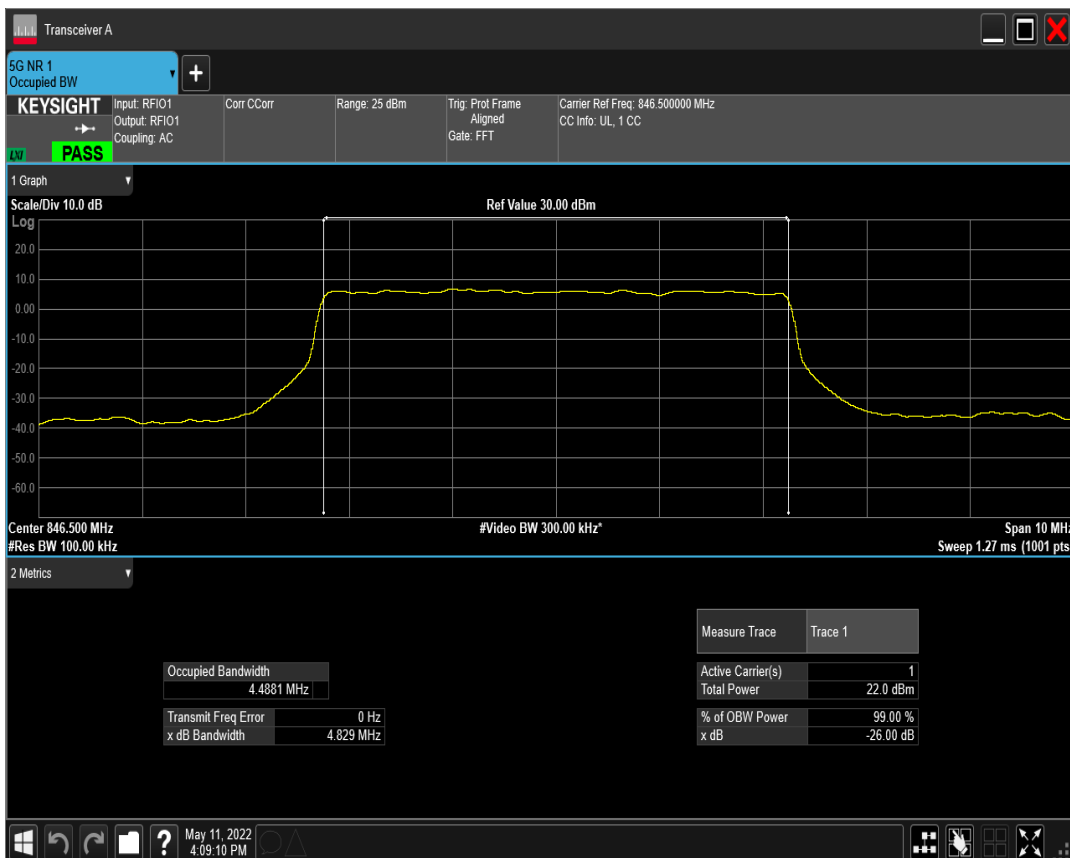 Transceiver A
5G NR 1
Occupied BW
KEYSIGHT
Input: RFIO1
Output: RFIO1
Coupling: AC
Corr CCorr
Range: 25 dBm
Trig: Prot Frame
Aligned
Gate: FFT
Carrier Ref Freq: 846.500000 MHz
CC Info: UL, 1 CC
LXI
PASS
1 Graph
Scale/Div 10.0 dB
Ref Value 30.00 dBm
Log
20.0
10.0
0.00
-10.0
-20.0
-30.0
-40.0
-50.0
-60.0
Center 846.500 MHz
#Video BW 300.00 kHz*
Span 10 MHz
#Res BW 100.00 kHz
Sweep 1.27 ms (1001 pts
2 Metrics
Measure Trace Trace 1
Occupied Bandwidth
4.4881 MHz
Active Carrier(s) 1
Total Power 22.0 dBm
Transmit Freq Error 0 Hz
x dB Bandwidth 4.829 MHz
% of OBW Power 99.00 %
x dB -26.00 dB
?
May 11, 2022
4:09:10 PM